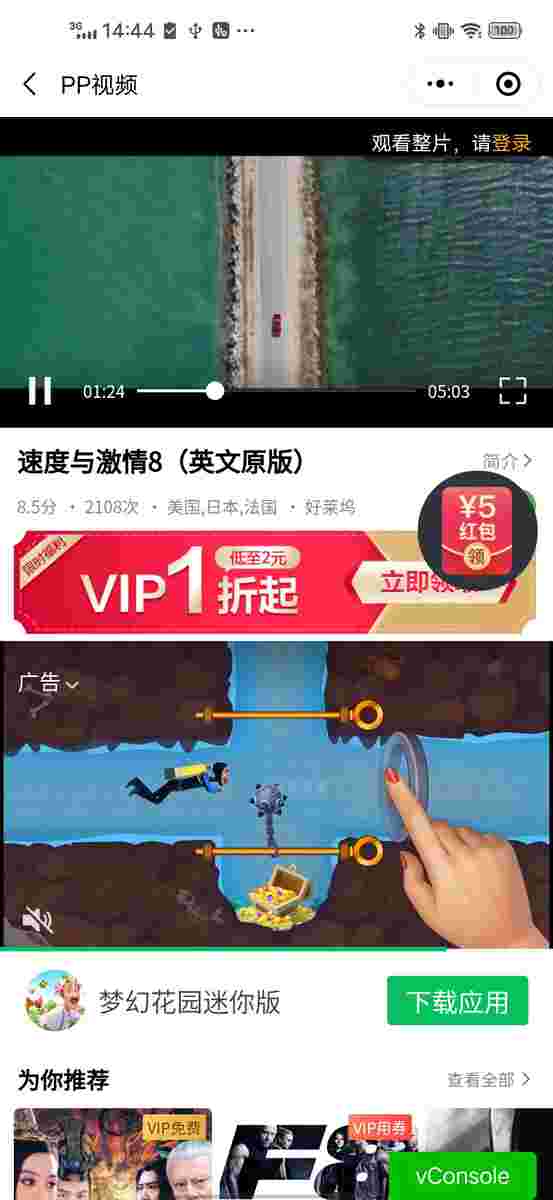 3G 14:44 100
PP视频
观看整片，请登录
01:24 05:03
速度与激情8（英文原版）
简介
8.5分 · 2108次 · 美国,日本,法国 · 好莱坞
¥5
红包
领
限时福利
低至2元
VIP1折起
立即领
广告
梦幻花园迷你版
下载应用
为你推荐
查看全部
VIP免费
VIP用券
F8
vConsole